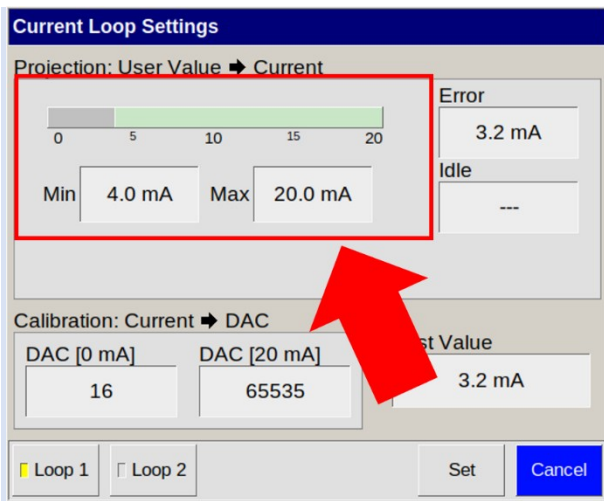 Current Loop Settings
Projection: User Value ➡ Current
Error
3.2 mA
0 5 10 15 20
Idle
---
Min 4.0 mA Max 20.0 mA
Calibration: Current ➡ DAC
DAC [0 mA] DAC [20 mA]
16 65535
st Value
3.2 mA
Loop 1 Loop 2 Set Cancel